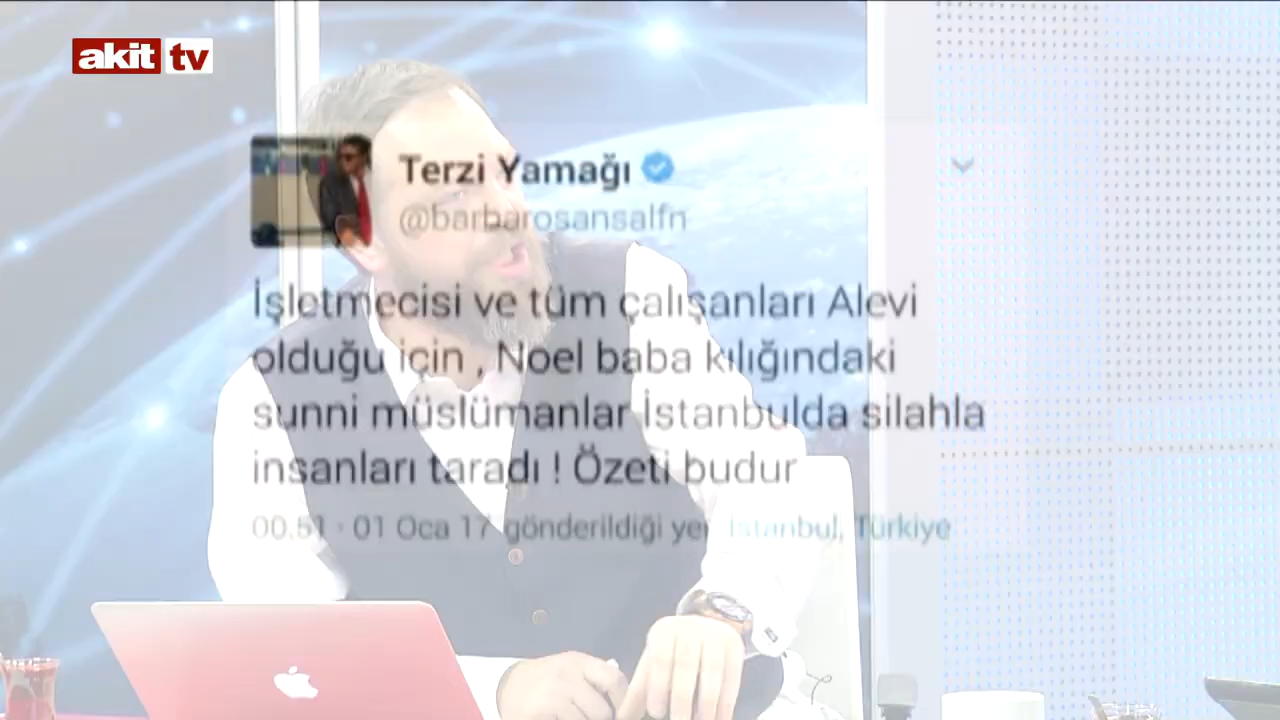 akit tv
Terzi Yamağı
@barbarosansalfn
İşletmecisi ve tüm çalışanları Alevi
olduğu için , Noel baba kılığındaki
sunni müslümanlar İstanbulda silahla
insanları taradı ! Özeti budur
00.51 · 01 Oca 17 gönderildiği yer İstanbul, Türkiye